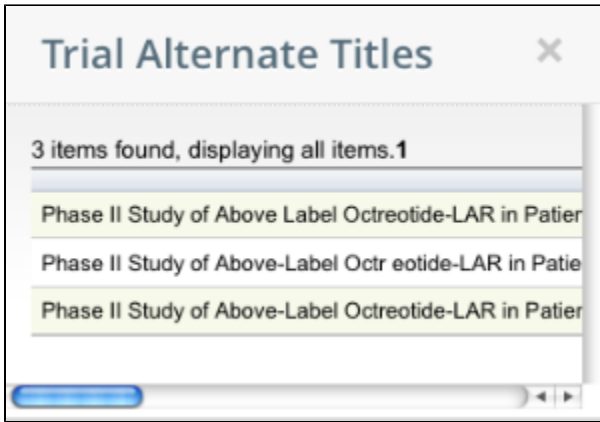 Trial Alternate Titles ×
3 items found, displaying all items.1
Phase II Study of Above Label Octreotide-LAR in Patier
Phase II Study of Above-Label Octr eotide-LAR in Patie
Phase II Study of Above-Label Octreotide-LAR in Patier